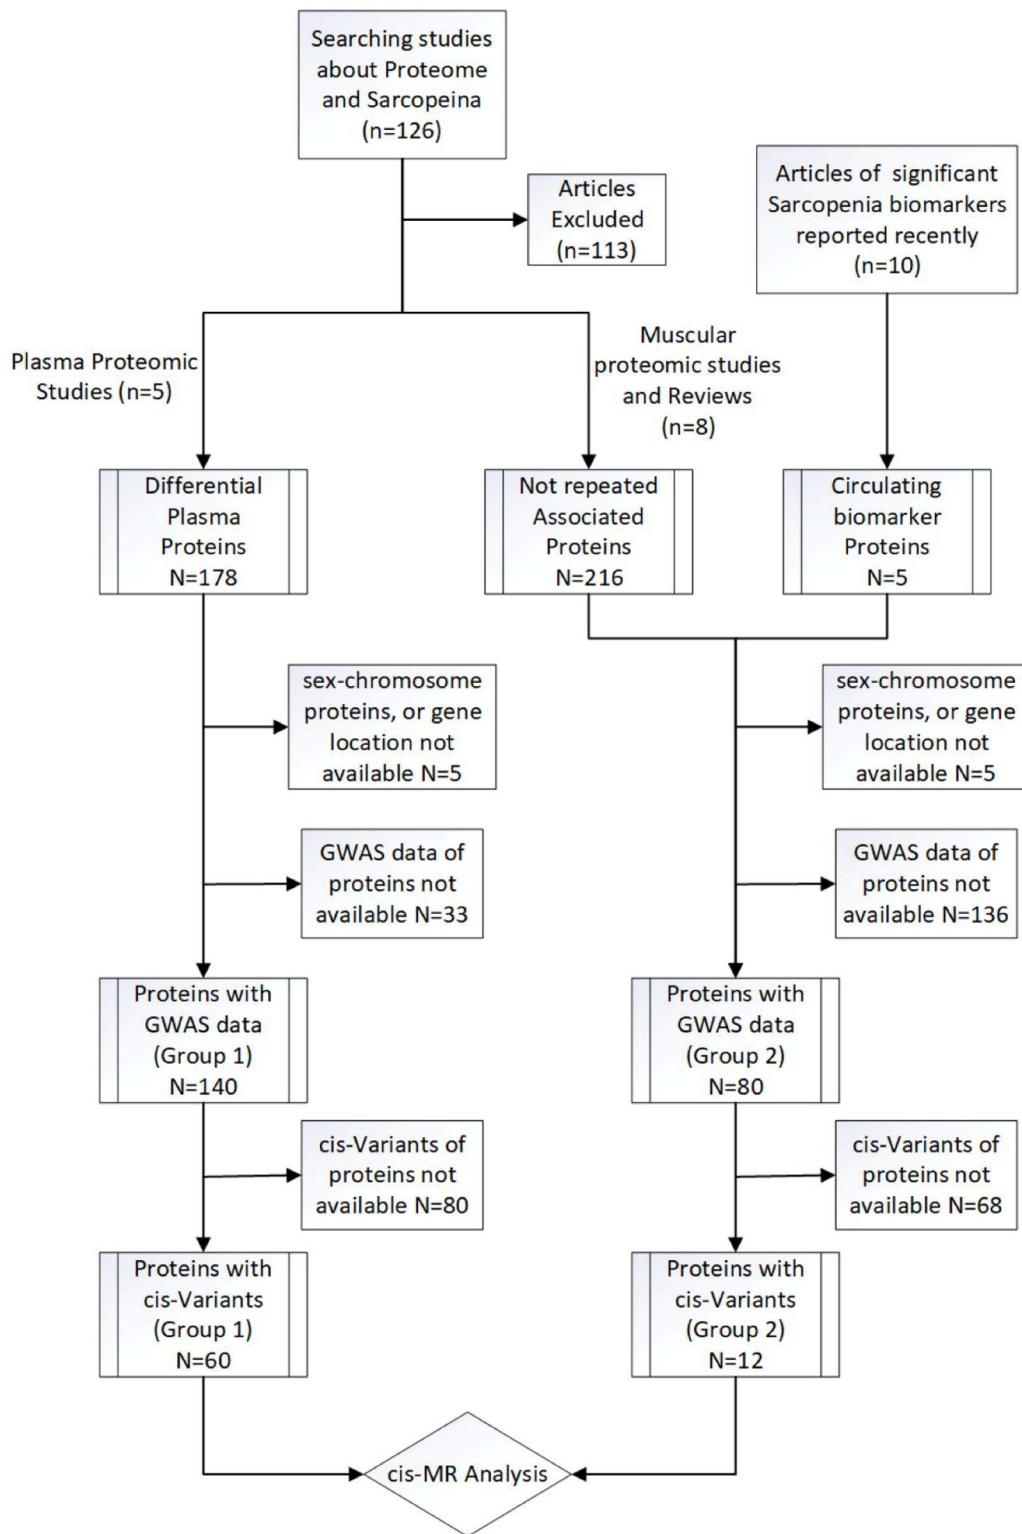 Searching studies
about Proteome
and Sarcopeina
(n=126)
Articles
Excluded
(n=113)
Articles of significant
Sarcopenia biomarkers
reported recently
(n=10)
Plasma Proteomic
Studies (n=5)
Muscular
proteomic studies
and Reviews
(n=8)
Differential
Plasma
Proteins
N=178
Not repeated
Associated
Proteins
N=216
Circulating
biomarker
Proteins
N=5
sex-chromosome
proteins, or gene
location not
available N=5
sex-chromosome
proteins, or gene
location not
available N=5
GWAS data of
proteins not
available N=33
GWAS data of
proteins not
available N=136
Proteins with
GWAS data
(Group 1)
N=140
Proteins with
GWAS data
(Group 2)
N=80
cis-Variants of
proteins not
available N=80
cis-Variants of
proteins not
available N=68
Proteins with
cis-Variants
(Group 1)
N=60
Proteins with
cis-Variants
(Group 2)
N=12
cis-MR Analysis